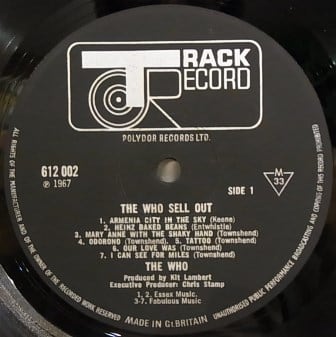 TRACK
RECORD
POLYDOR RECORDS LTD.
612 002
℗ 1967
SIDE 1
M
33
THE WHO SELL OUT
1. ARMENIA CITY IN THE SKY (Keene)
2. HEINZ BAKED BEANS (Entwhistle)
3. MARY ANNE WITH THE SHAKY HAND (Townshend)
4. ODORONO (Townshend). 5. TATTOO (Townshend)
6. OUR LOVE WAS (Townshend)
7. I CAN SEE FOR MILES (Townshend)
THE WHO
Produced by Kit Lambert
Executive Producer: Chris Stamp
1, 2. Essex Music,
3-7. Fabulous Music
ALL RIGHTS OF THE MANUFACTURER AND OF THE OWNER OF THE RECORDED WORK RESERVED
UNAUTHORISED PUBLIC PERFORMANCE BROADCASTING AND COPYING OF THIS RECORD PROHIBITED
MADE IN Gt. BRITAIN